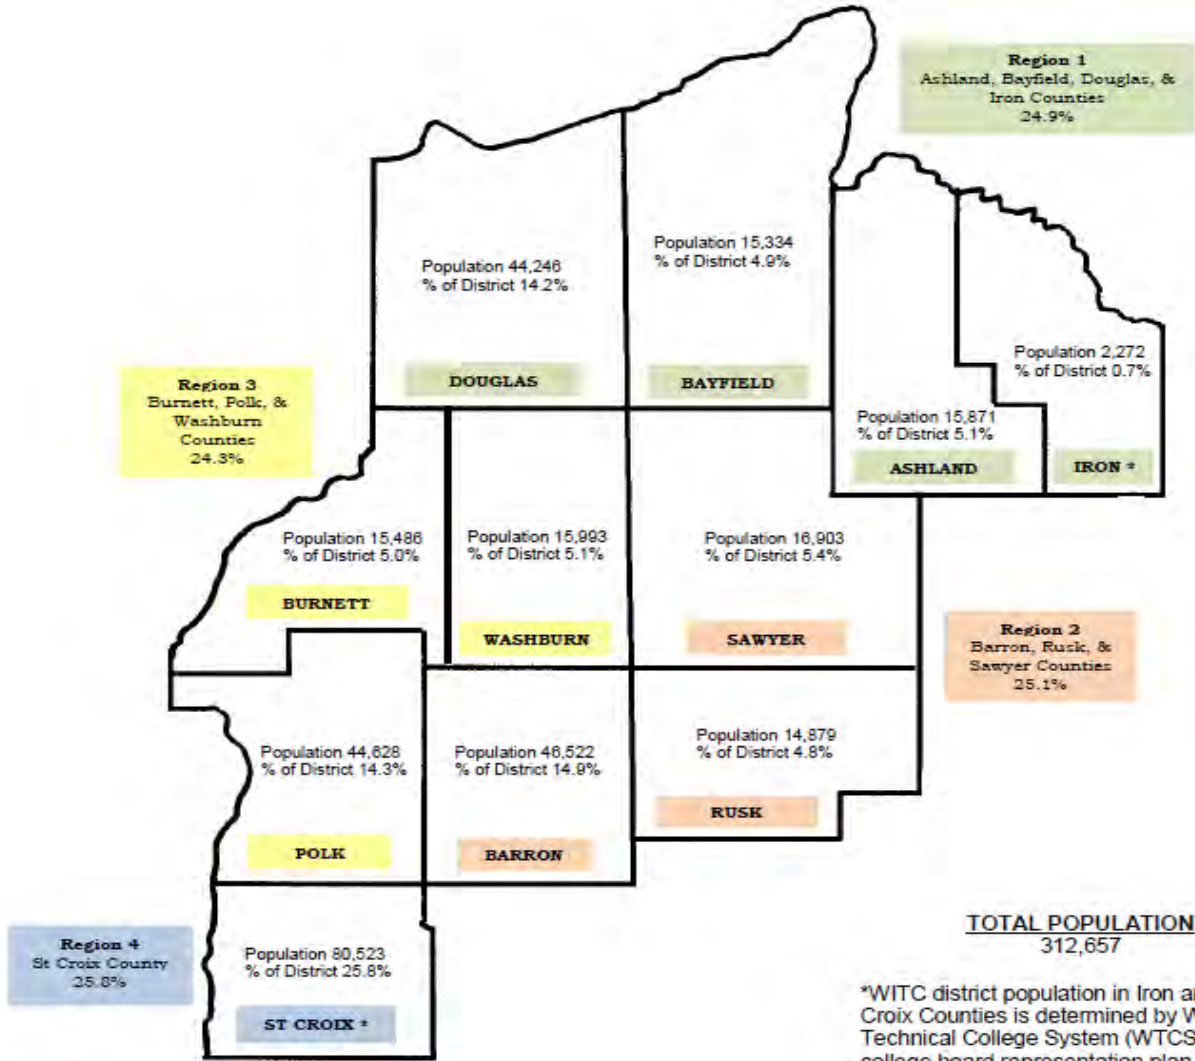 Region 1
Ashland, Bayfield, Douglas, &
Iron Counties
24.9%
Population 15,334
% of District 4.9%
Population 44,246
% of District 14.2%
Population 2,272
% of District 0.7%
Region 3
Burnett, Polk, &
Washburn
Counties
24.3%
DOUGLAS
BAYFIELD
Population 15,871
% of District 5.1%
ASHLAND
IRON *
Population 15,486
% of District 5.0%
Population 15,993
% of District 5.1%
Population 16,903
% of District 5.4%
BURNETT
WASHBURN
SAWYER
Region 2
Barron, Rusk, &
Sawyer Counties
25.1%
Population 44,628
% of District 14.3%
Population 46,522
% of District 14.9%
Population 14,879
% of District 4.8%
RUSK
POLK
BARRON
Region 4
St Croix County
25.8%
Population 80,523
% of District 25.8%
ST CROIX *
TOTAL POPULATION
312,657
*WITC district population in Iron
Croix Counties is determined by
Technical College System (WTCS
college board representation plan